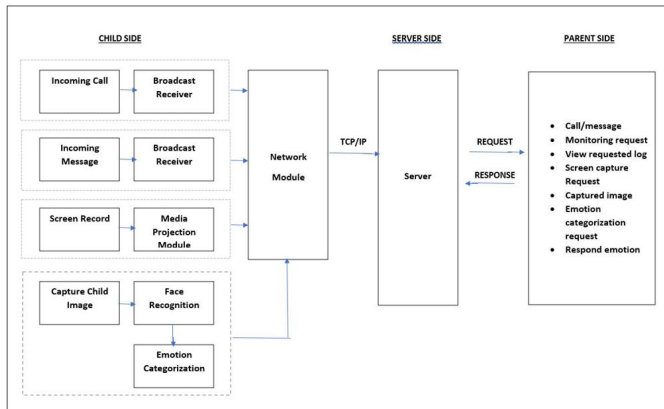 CHILD SIDE
SERVER SIDE
PARENT SIDE
Incoming Call
Broadcast
Receiver
Incoming
Message
Broadcast
Receiver
Screen Record
Media
Projection
Module
Capture Child
Image
Face
Recognition
Emotion
Categorization
Network
Module
TCP/IP
Server
REQUEST
RESPONSE
• Call/message
• Monitoring request
• View requested log
• Screen capture
Request
• Captured image
• Emotion
categorization
request
• Respond emotion